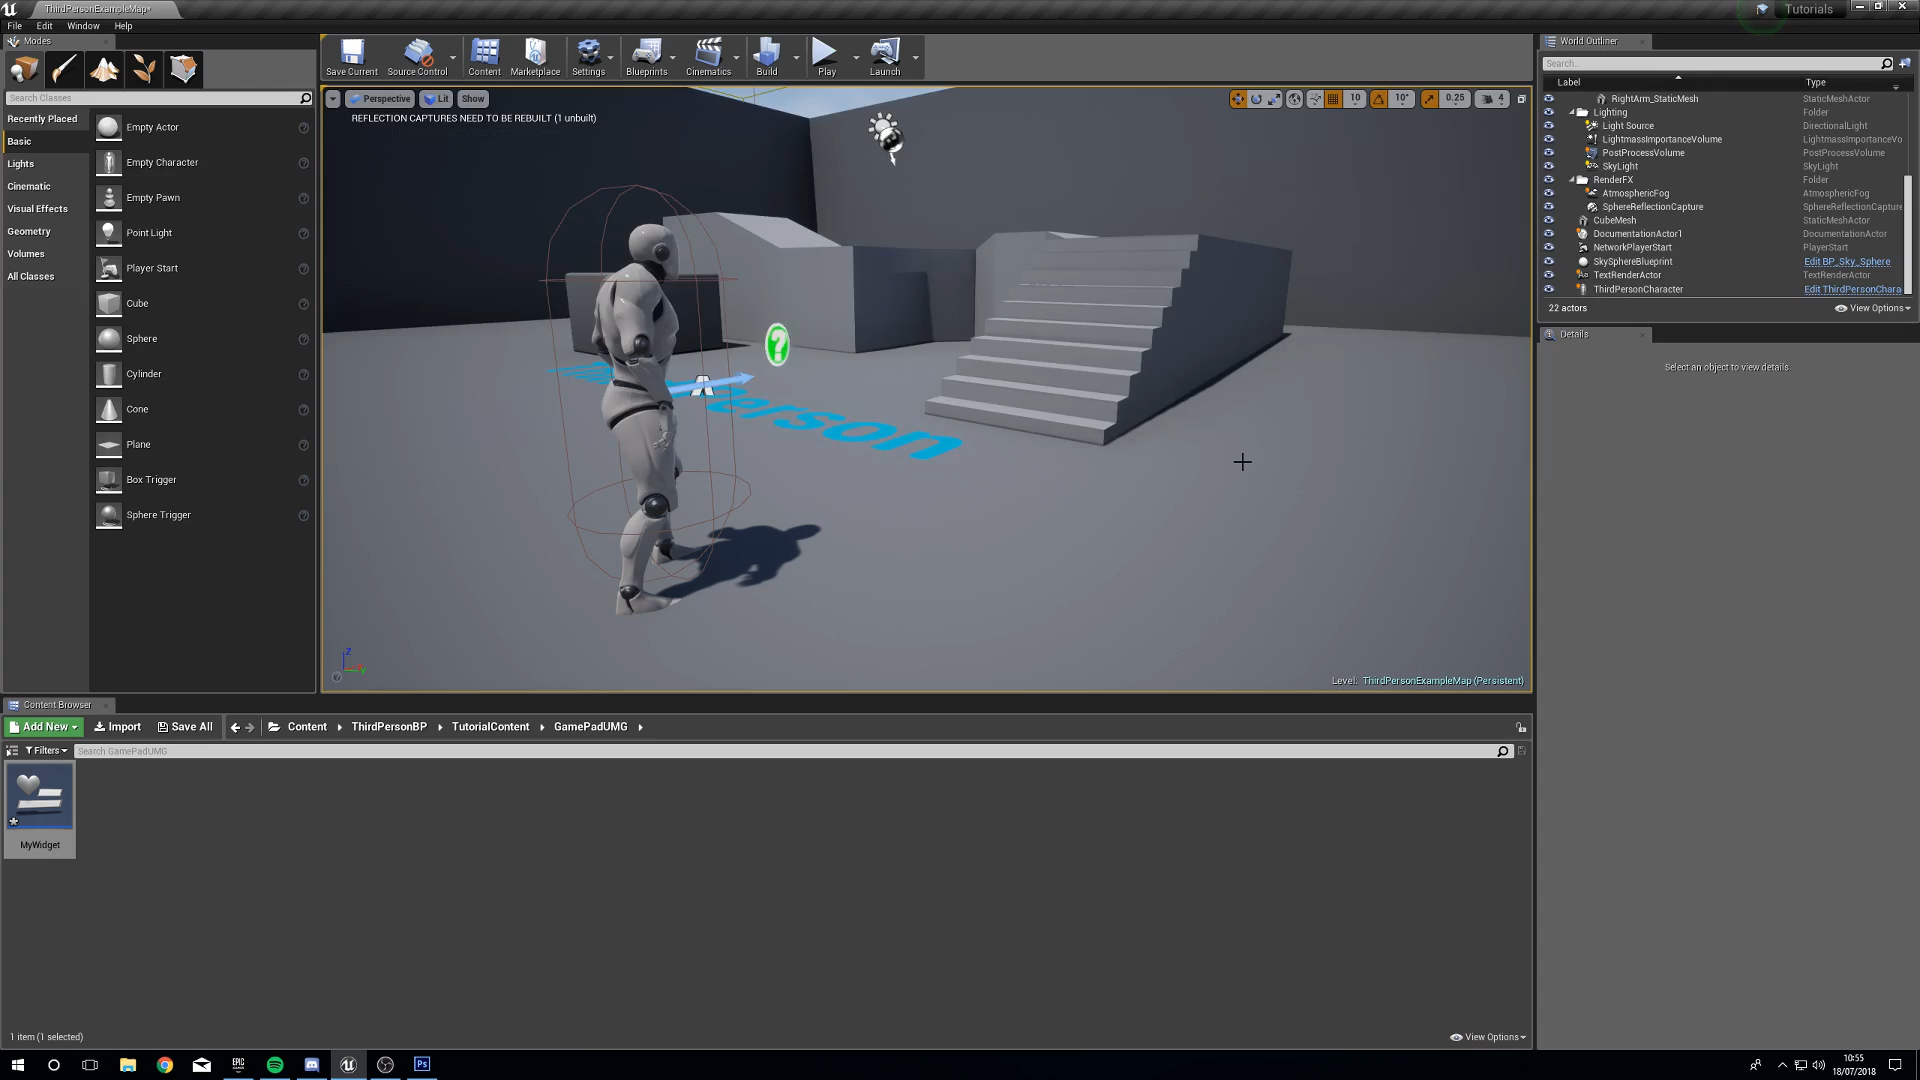 ThirdPersonExampleMap*
Tutorials
File Edit Window Help
Modes
Search Classes
Recently Placed
Basic
Lights
Cinematic
Visual Effects
Geometry
Volumes
All Classes
Empty Actor
Empty Character
Empty Pawn
Point Light
Player Start
Cube
Sphere
Cylinder
Cone
Plane
Box Trigger
Sphere Trigger
Save Current Source Control Content Marketplace Settings Blueprints Cinematics Build Play Launch
Perspective Lit Show
10 10° 0.25 4
REFLECTION CAPTURES NEED TO BE REBUILT (1 unbuilt)
Person
Level: ThirdPersonExampleMap (Persistent)
World Outliner
Search...
Label Type
RightArm_StaticMesh StaticMeshActor
Lighting Folder
Light Source DirectionalLight
LightmassImportanceVolume LightmassImportanceVo
PostProcessVolume PostProcessVolume
SkyLight SkyLight
RenderFX Folder
AtmosphericFog AtmosphericFog
SphereReflectionCapture SphereReflectionCapture
CubeMesh StaticMeshActor
DocumentationActor1 DocumentationActor
NetworkPlayerStart PlayerStart
SkySphereBlueprint Edit BP_Sky_Sphere
TextRenderActor TextRenderActor
ThirdPersonCharacter Edit ThirdPersonChara
22 actors View Options
Details
Select an object to view details.
Content Browser
Add New Import Save All Content ThirdPersonBP TutorialContent GamePadUMG
Filters Search GamePadUMG
MyWidget
1 item (1 selected) View Options
EPIC
Ps
10:55
18/07/2018